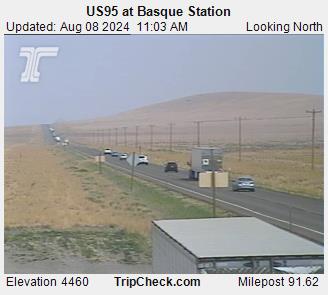 US95 at Basque Station
Updated: Aug 08 2024 11:03 AM Looking North
Elevation 4460 TripCheck.com Milepost 91.62